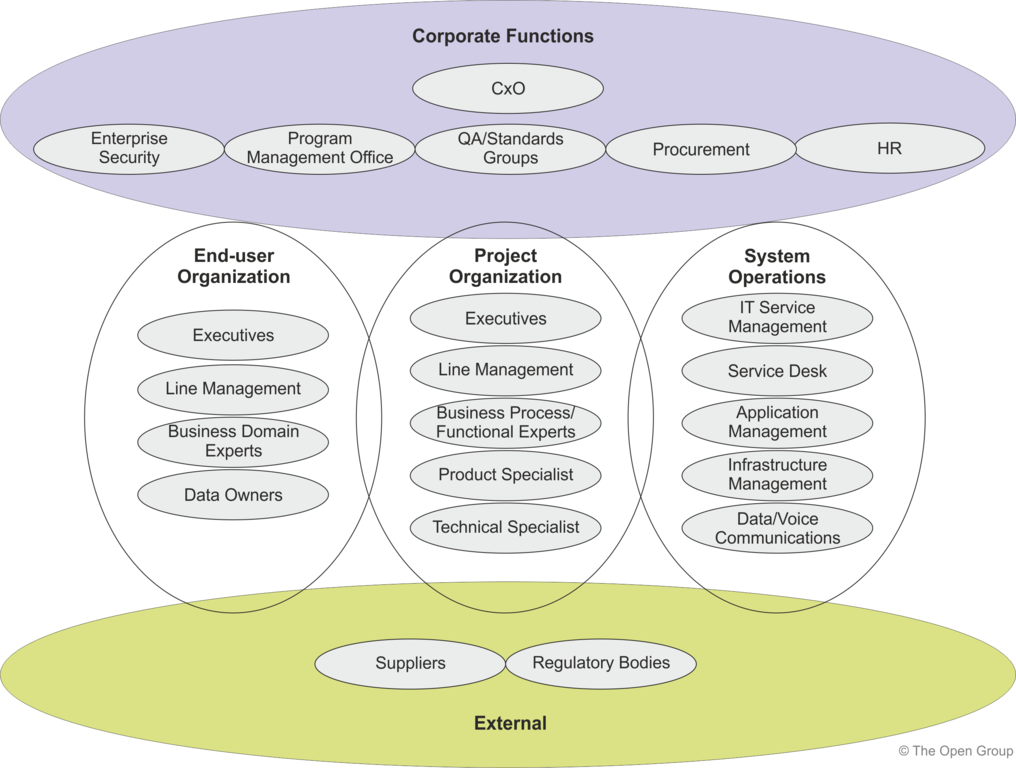 Corporate Functions
CxO
Enterprise
Security
Program
Management Office
QA/Standards
Groups
Procurement
HR
End-user
Organization
Executives
Line Management
Business Domain
Experts
Data Owners
Project
Organization
Executives
Line Management
Business Process/
Functional Experts
Product Specialist
Technical Specialist
System
Operations
IT Service
Management
Service Desk
Application
Management
Infrastructure
Management
Data/Voice
Communications
Suppliers
Regulatory Bodies
External
© The Open Group